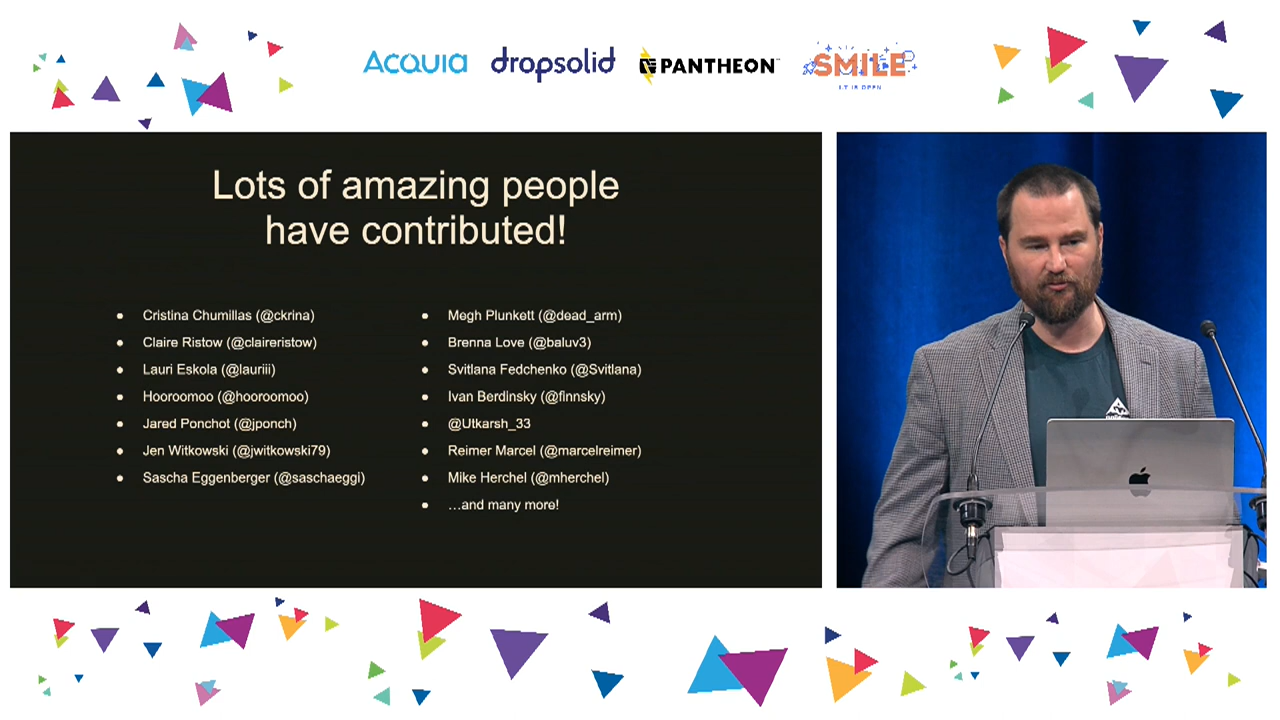 Acquia
dropsolid
PANTHEON
SMILE
I.T IS OPEN
Lots of amazing people
have contributed!
Cristina Chumillas (@ckrina)
Claire Ristow (@claireristow)
Lauri Eskola (@lauriii)
Hooroomoo (@hooroomoo)
Jared Ponchot (@jponch)
Jen Witkowski (@jwitkowski79)
Sascha Eggenberger (@saschaeggi)
Megh Plunkett (@dead_arm)
Brenna Love (@baluv3)
Svitlana Fedchenko (@Svitlana)
Ivan Berdinsky (@finnsky)
@Utkarsh_33
Reimer Marcel (@marcelreimer)
Mike Herchel (@mherchel)
…and many more!